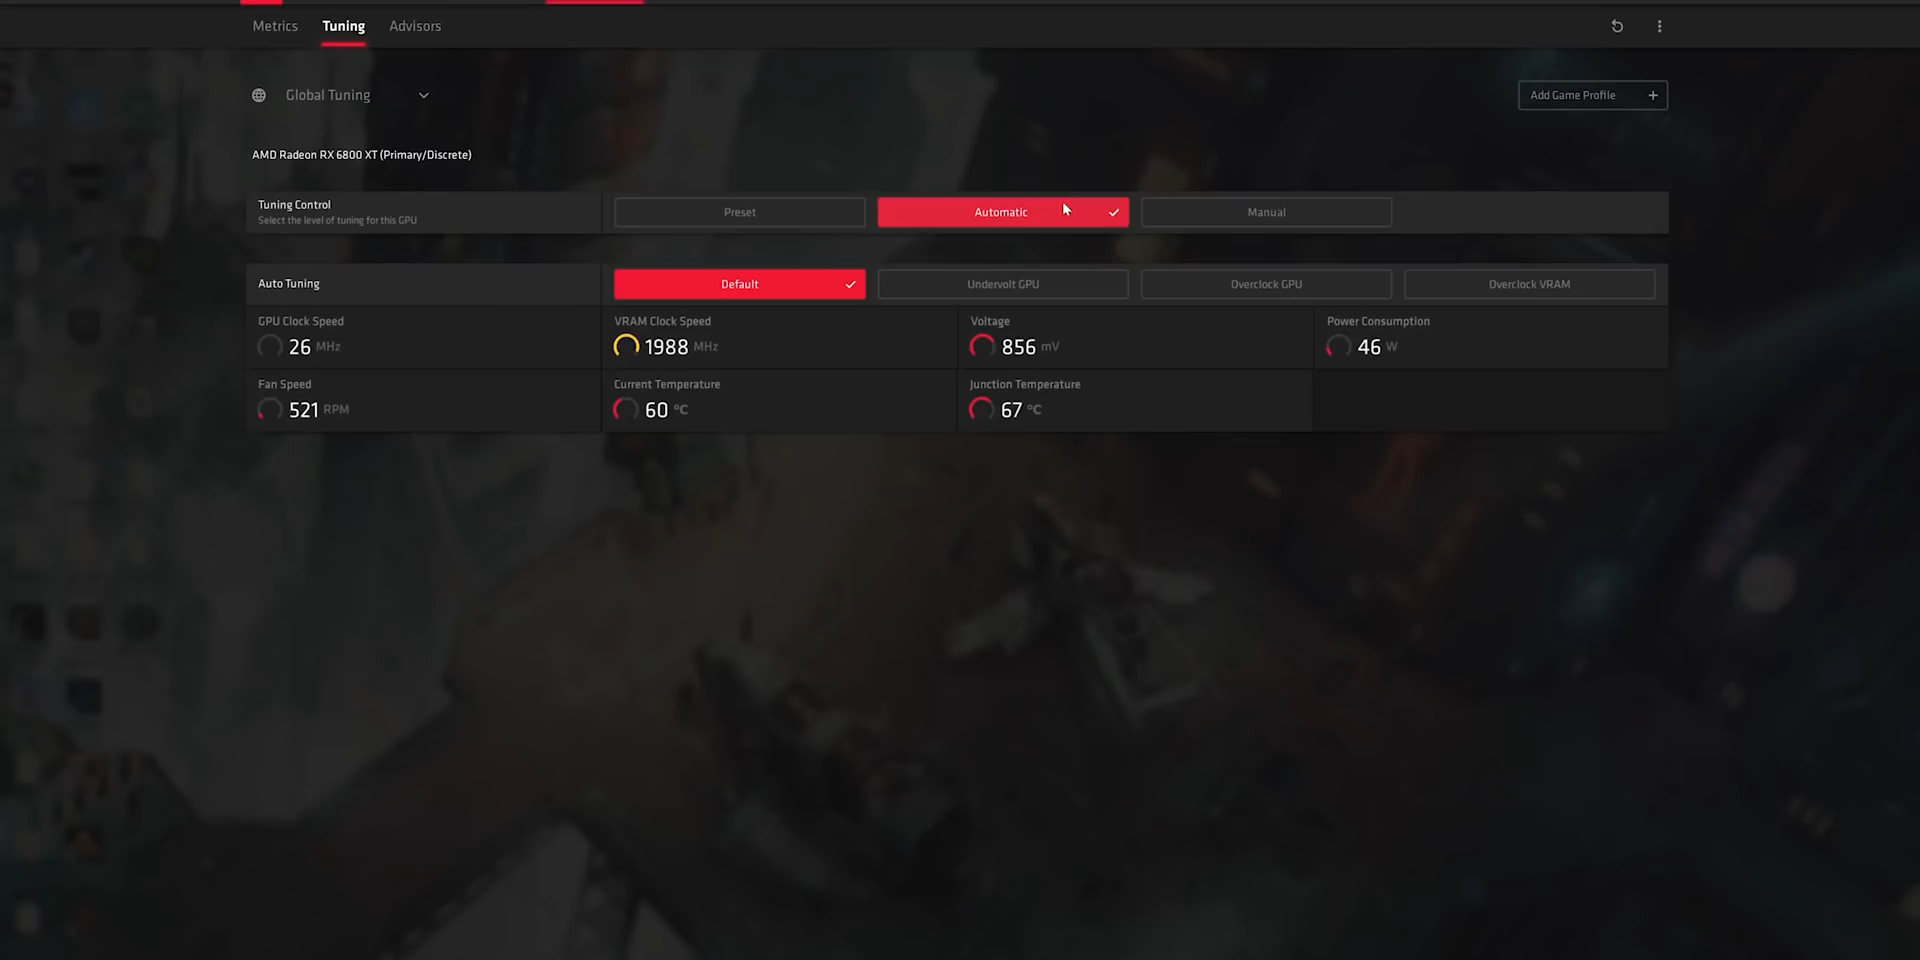 Metrics
Tuning
Advisors
Global Tuning
Add Game Profile
AMD Radeon RX 6800 XT (Primary/Discrete)
Tuning Control
Select the level of tuning for this GPU
Preset
Automatic
Manual
Auto Tuning
Default
Undervolt GPU
Overclock GPU
Overclock VRAM
GPU Clock Speed
26 MHz
VRAM Clock Speed
1988 MHz
Voltage
856 mV
Power Consumption
46 W
Fan Speed
521 RPM
Current Temperature
60 °C
Junction Temperature
67 °C